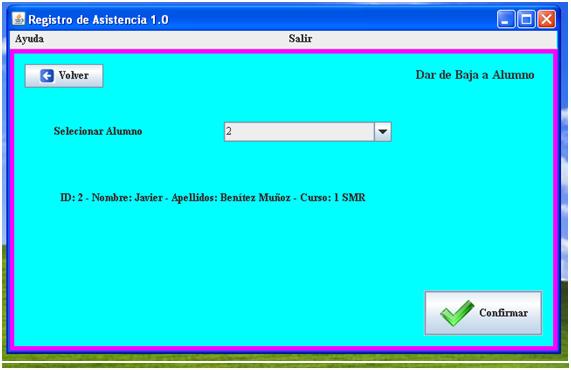 Registro de Asistencia 1.0
Ayuda Salir
Volver Dar de Baja a Alumno
Selecionar Alumno 2
ID: 2 - Nombre: Javier - Apellidos: Benítez Muñoz - Curso: 1 SMR
Confirmar